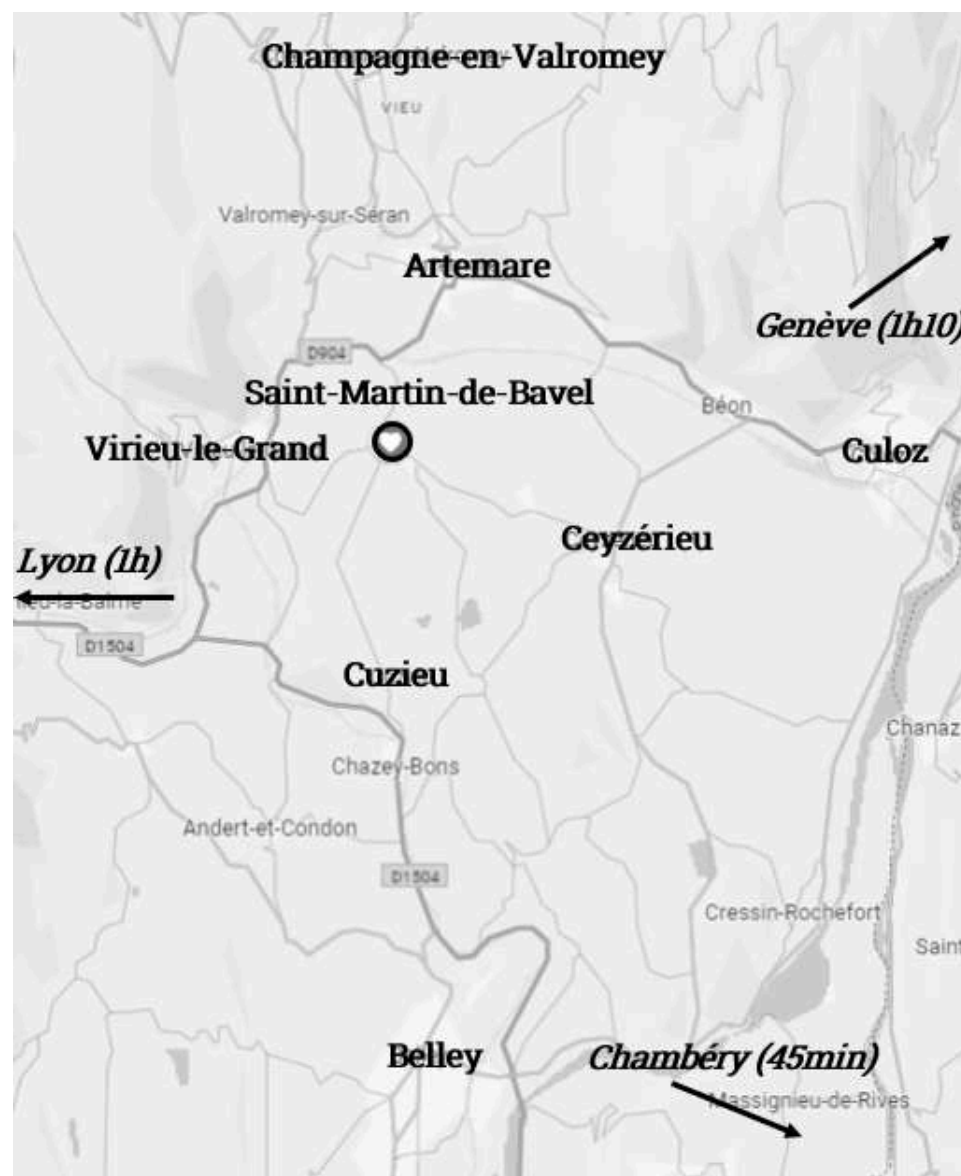 Champagne-en-Valromey
VIEU
Valromey-sur-Séran
Artemare
Genève (1h10)
D904
Saint-Martin-de-Bavel
Béon
Virieu-le-Grand
Culoz
Ceyzérieu
Lyon (1h)
D1504
Cuzieu
Chanaz
Chazey-Bons
Andert-et-Condon
D1504
Cressin-Rochefort
Saint
Belley
Chambéry (45min)
Massignieu-de-Rives